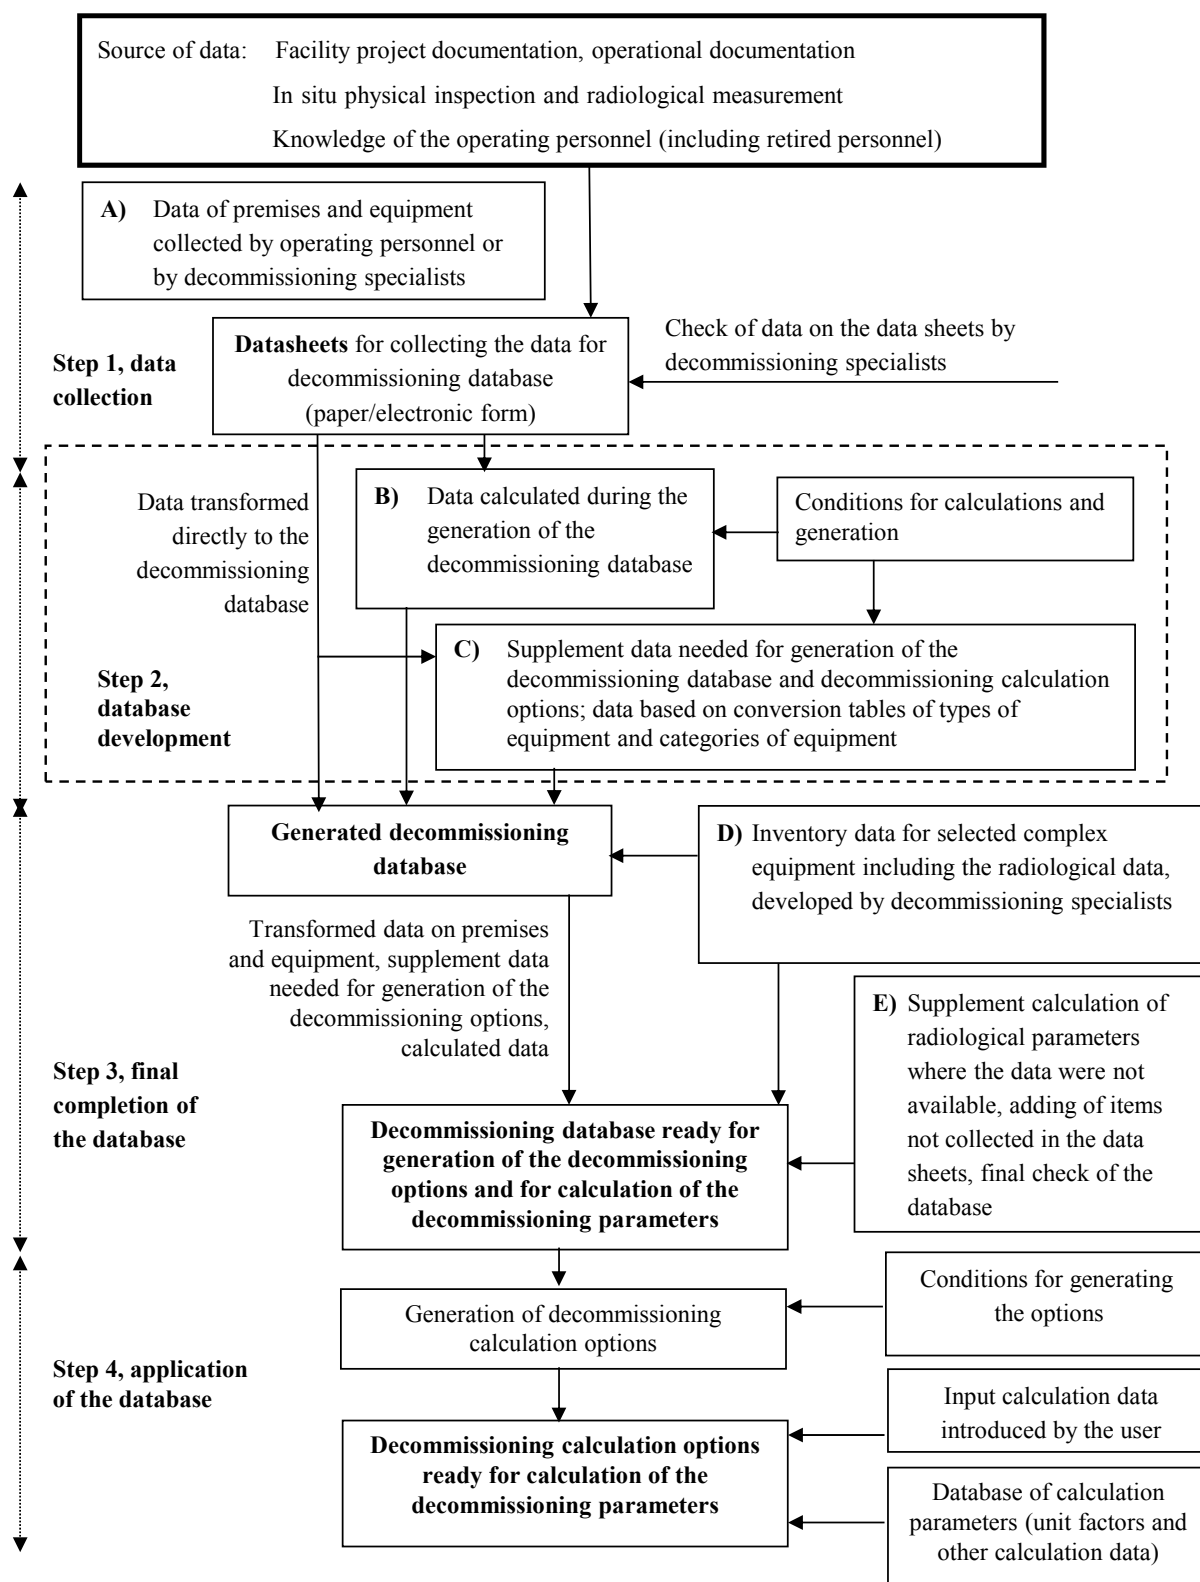 Source of data: Facility project documentation, operational documentation
In situ physical inspection and radiological measurement
Knowledge of the operating personnel (including retired personnel)
A) Data of premises and equipment
collected by operating personnel or
by decommissioning specialists
Step 1, data
collection
Datasheets for collecting the data for
decommissioning database
(paper/electronic form)
Check of data on the data sheets by
decommissioning specialists
Data transformed
directly to the
decommissioning
database
B) Data calculated during the
generation of the
decommissioning database
Conditions for calculations and
generation
Step 2,
database
development
C) Supplement data needed for generation of the
decommissioning database and decommissioning calculation
options; data based on conversion tables of types of
equipment and categories of equipment
Generated decommissioning
database
D) Inventory data for selected complex
equipment including the radiological data,
developed by decommissioning specialists
Transformed data on premises
and equipment, supplement data
needed for generation of the
decommissioning options,
calculated data
E) Supplement calculation of
radiological parameters
where the data were not
available, adding of items
not collected in the data
sheets, final check of the
database
Step 3, final
completion of
the database
Decommissioning database ready for
generation of the decommissioning
options and for calculation of the
decommissioning parameters
Generation of decommissioning
calculation options
Conditions for generating
the options
Step 4, application
of the database
Decommissioning calculation options
ready for calculation of the
decommissioning parameters
Input calculation data
introduced by the user
Database of calculation
parameters (unit factors and
other calculation data)